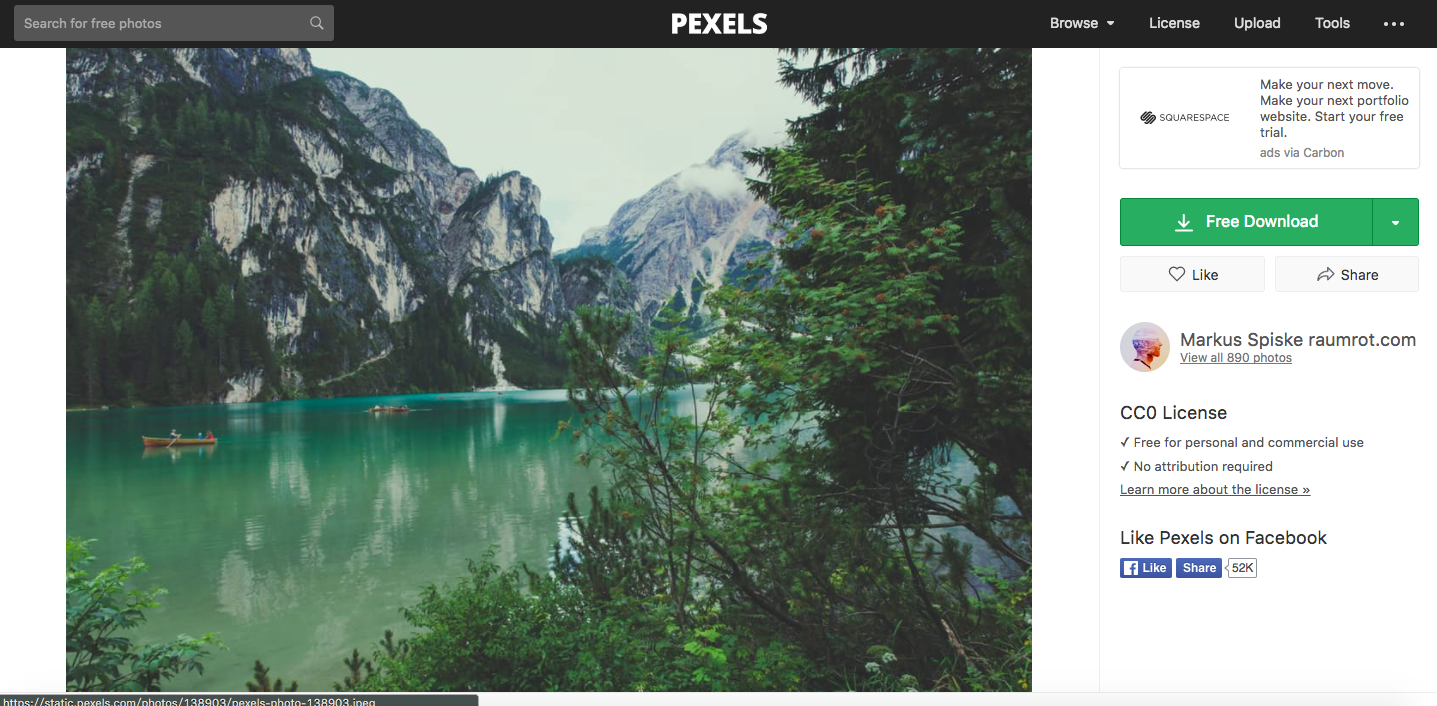 Search for free photos
PEXELS
Browse
License
Upload
Tools
SQUARESPACE
Make your next move.
Make your next portfolio
website. Start your free
trial.
ads via Carbon
Free Download
Like
Share
Markus Spiske raumrot.com
View all 890 photos
CC0 License
✓ Free for personal and commercial use
✓ No attribution required
Learn more about the license »
Like Pexels on Facebook
Like
Share
52K
https://static.pexels.com/photos/138903/pexels-photo-138903.jpeg